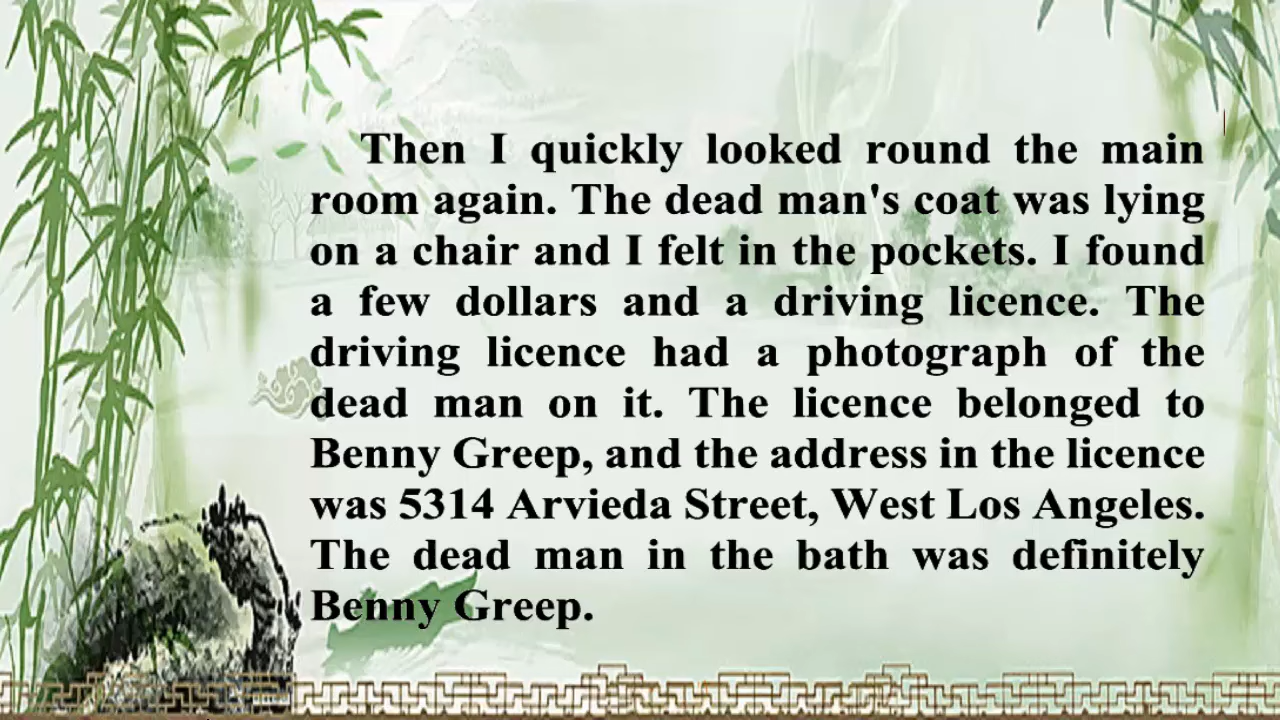 Then I quickly looked round the main
room again. The dead man's coat was lying
on a chair and I felt in the pockets. I found
a few dollars and a driving licence. The
driving licence had a photograph of the
dead man on it. The licence belonged to
Benny Greep, and the address in the licence
was 5314 Arvieda Street, West Los Angeles.
The dead man in the bath was definitely
Benny Greep.